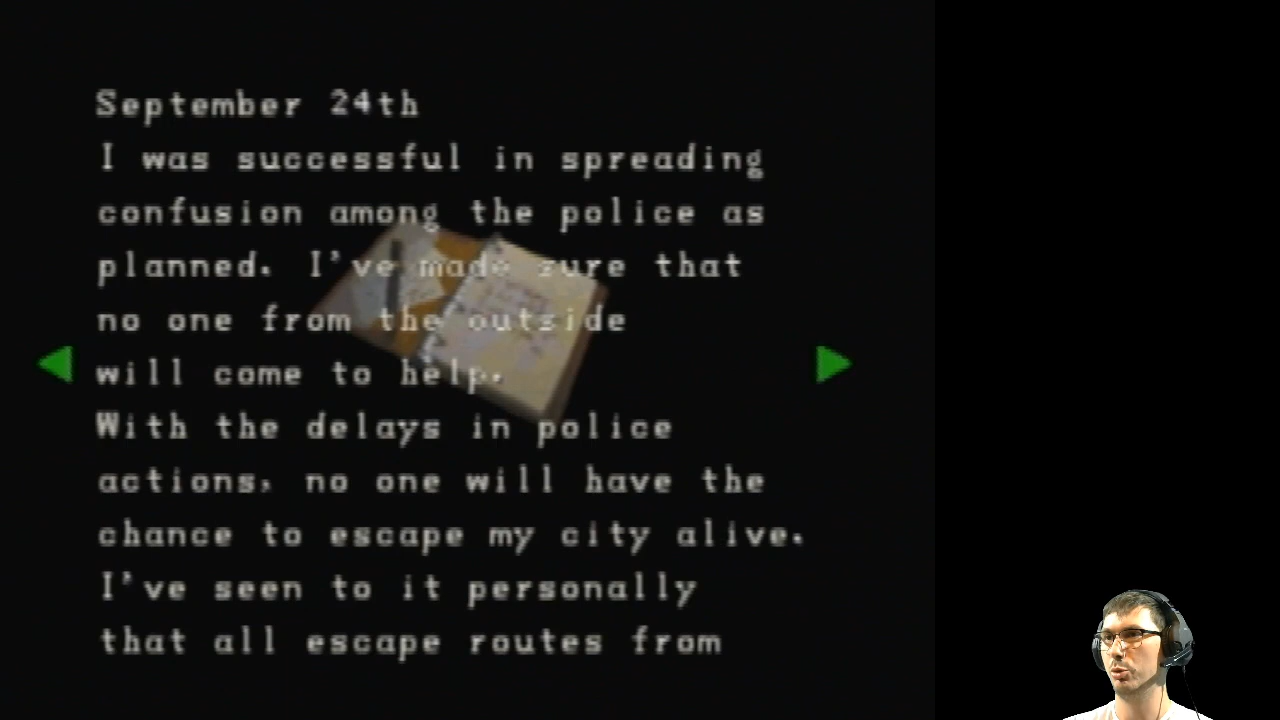 September 24th
I was successful in spreading
confusion among the police as
planned. I've made sure that
no one from the outside
will come to help.
With the delays in police
actions, no one will have the
chance to escape my city alive.
I've seen to it personally
that all escape routes from